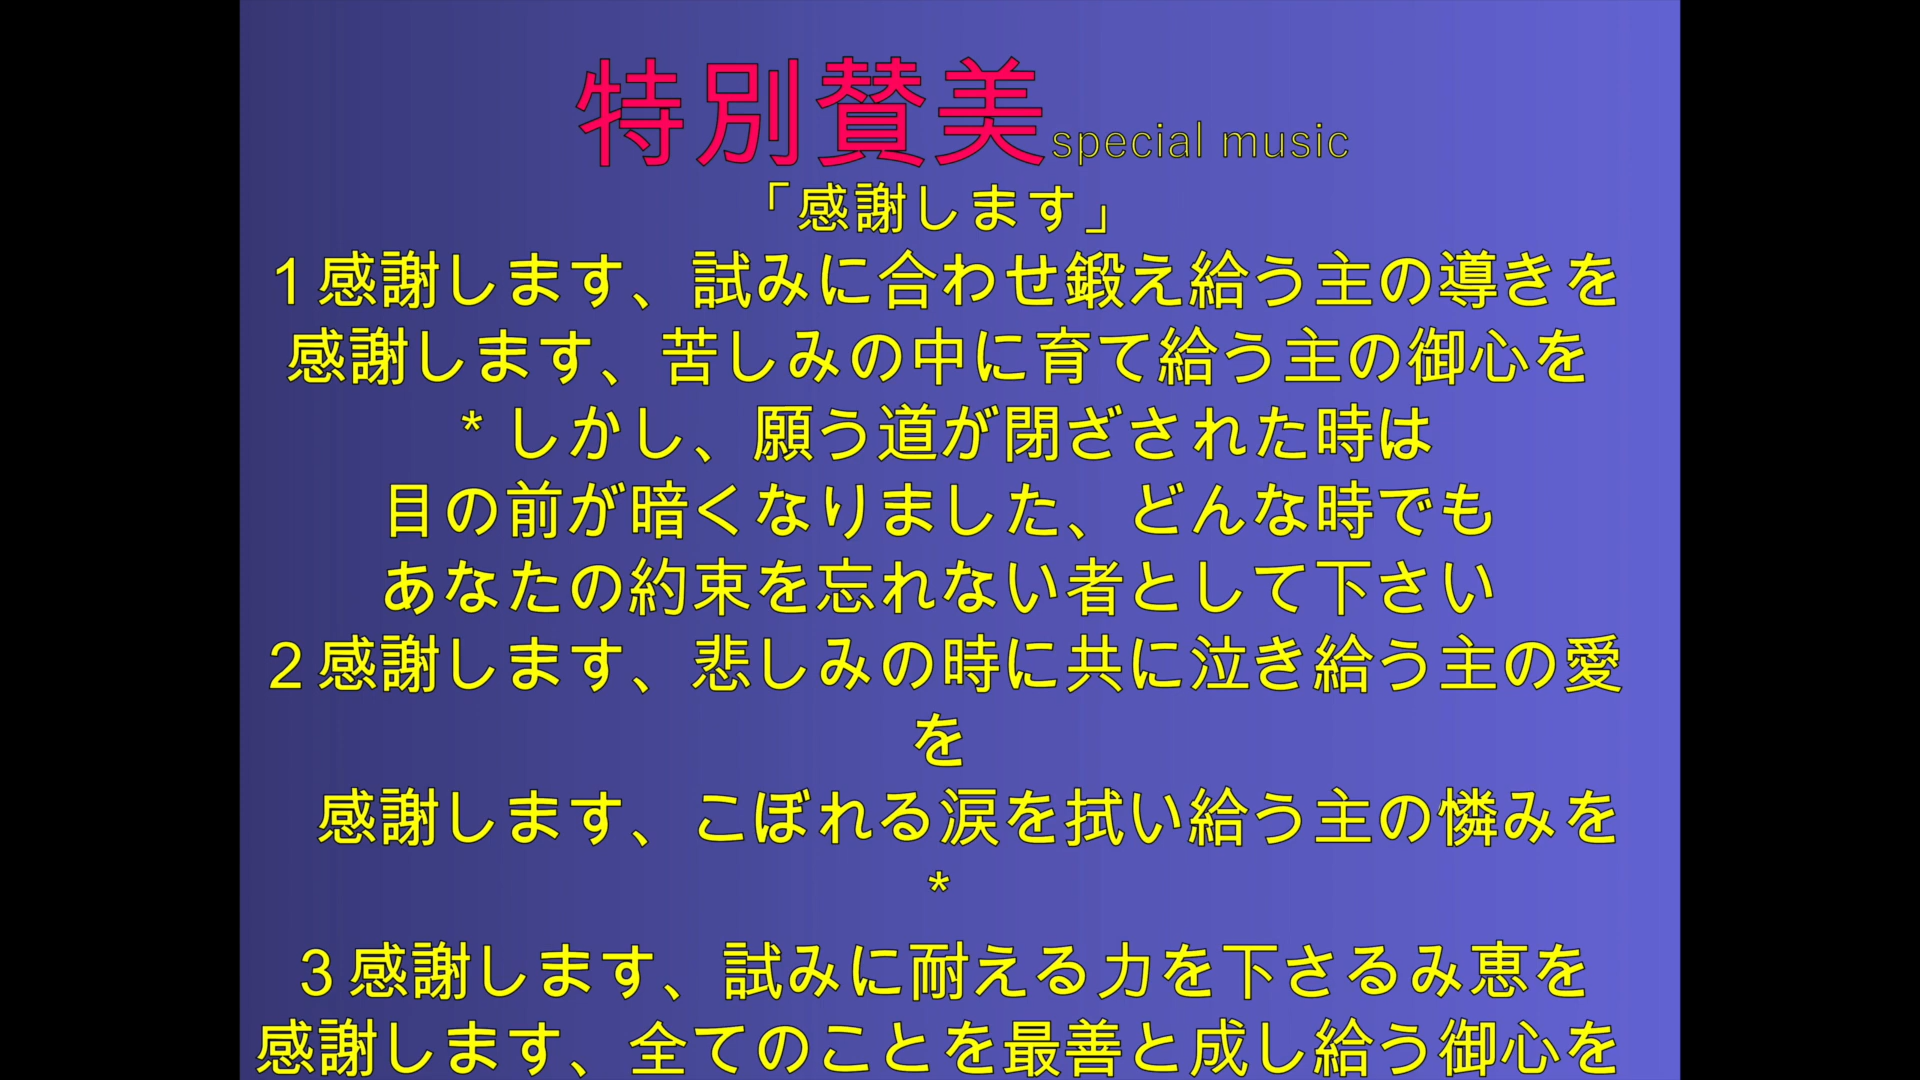 特別賛美special music
「感謝します」
１感謝します、試みに合わせ鍛え給う主の導きを
感謝します、苦しみの中に育て給う主の御心を
*しかし、願う道が閉ざされた時は
目の前が暗くなりました、どんな時でも
あなたの約束を忘れない者として下さい
２感謝します、悲しみの時に共に泣き給う主の愛
を
感謝します、こぼれる涙を拭い給う主の憐みを
*
３感謝します、試みに耐える力を下さるみ恵を
感謝します、全てのことを最善と成し給う御心を